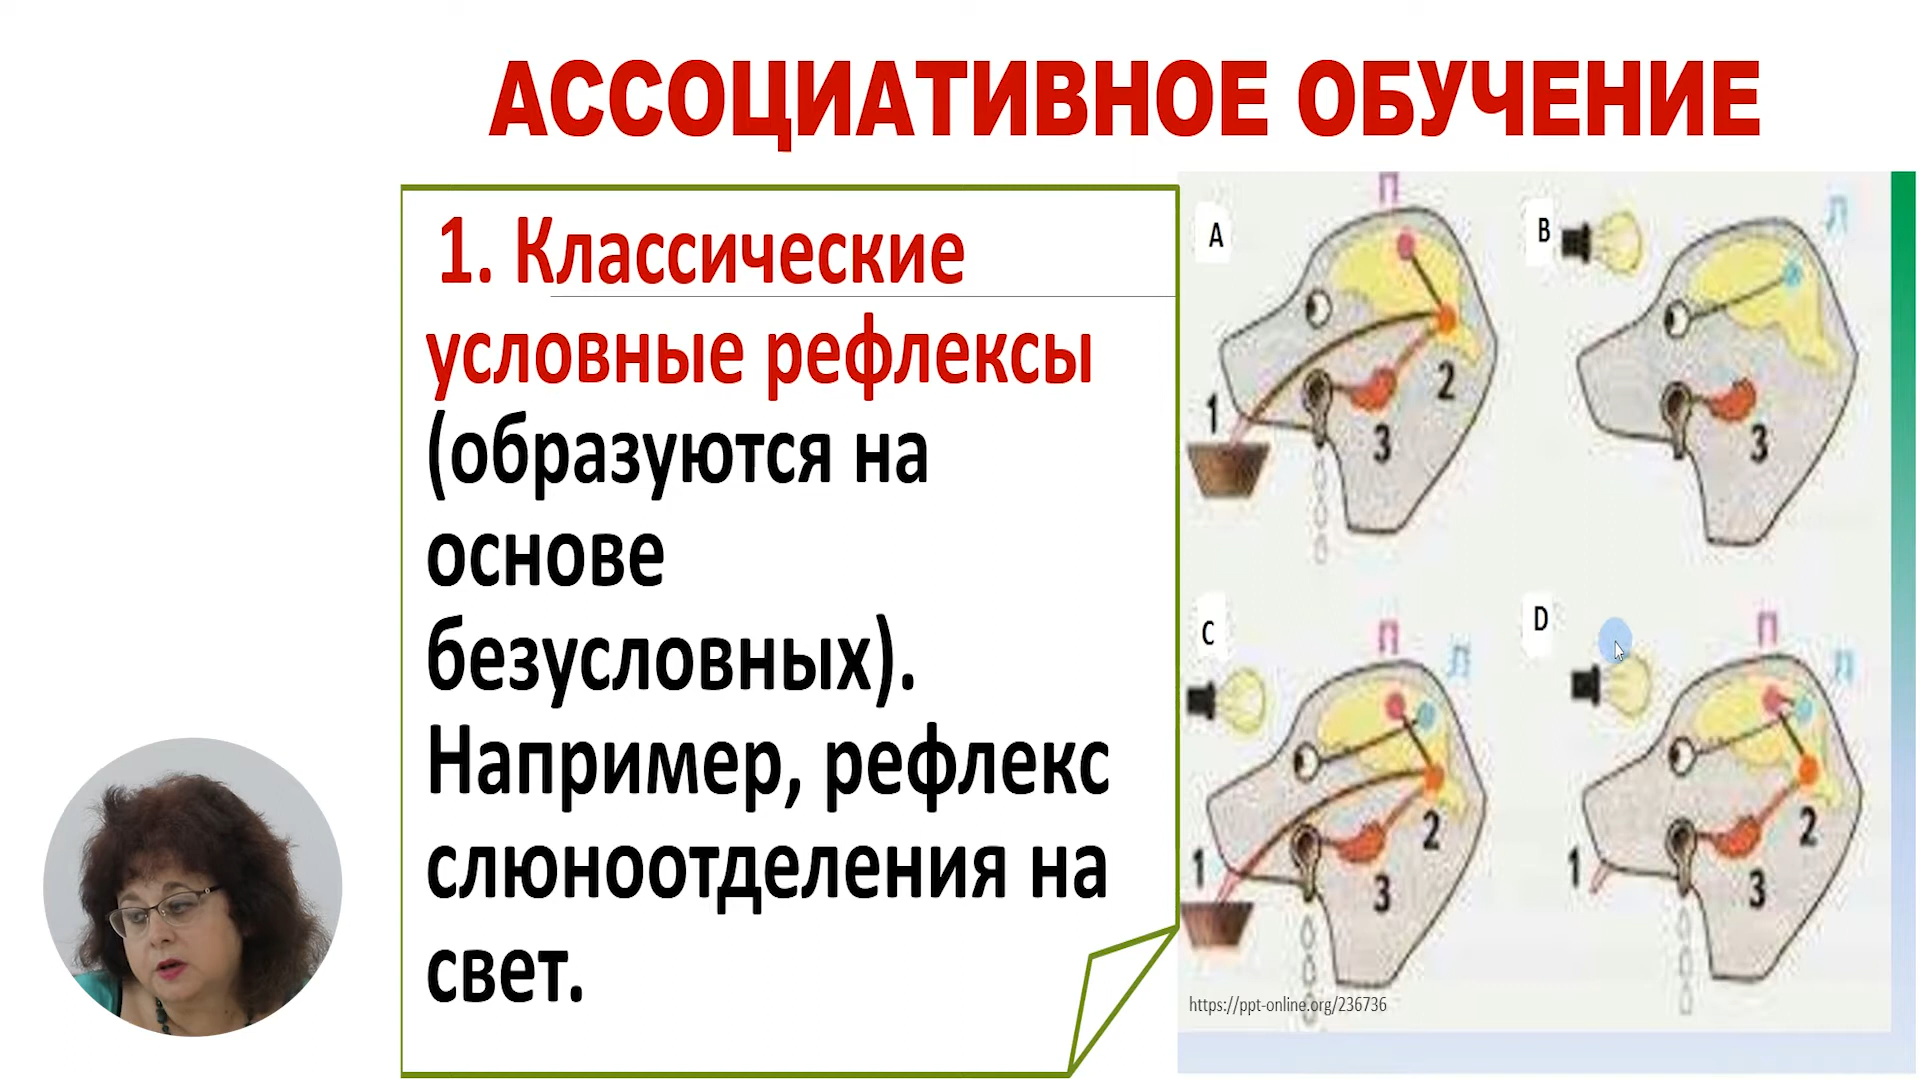 АССОЦИАТИВНОЕ ОБУЧЕНИЕ
1. Классические
условные рефлексы
(образуются на
основе
безусловных).
Например, рефлекс
слюноотделения на
свет.
П
A
1
2
3
B
Л
3
C
П
Л
1
2
3
D
П
Л
1
2
3
https://ppt-online.org/236736